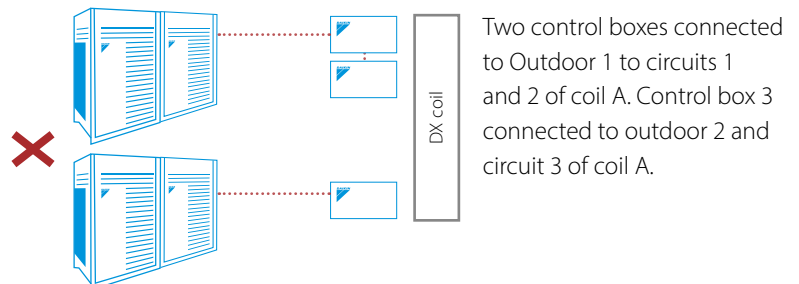 Two control boxes connected
to Outdoor 1 to circuits 1
and 2 of coil A. Control box 3
connected to outdoor 2 and
circuit 3 of coil A.
DX coil